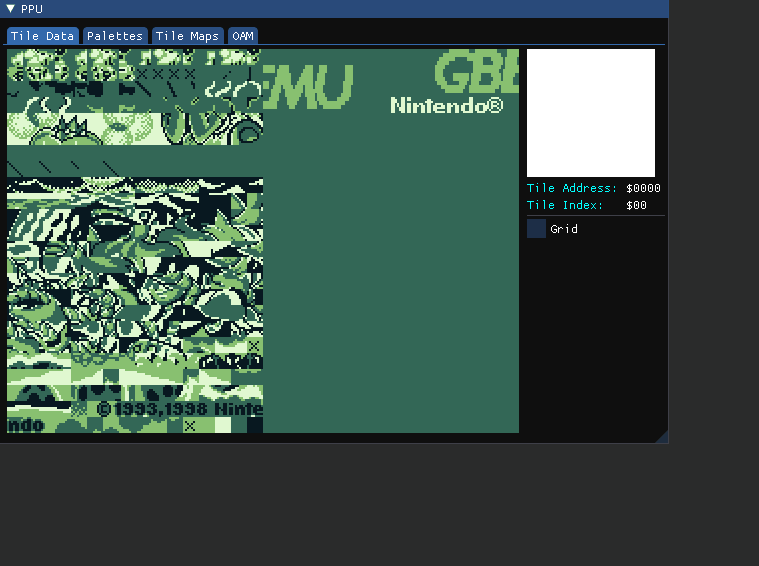 PPU
Tile Data
Palettes
Tile Maps
OAM
EMU
GBE
Nintendo®
Tile Address: $0000
Tile Index: $00
Grid
©1993,1998 Ninte
ndo